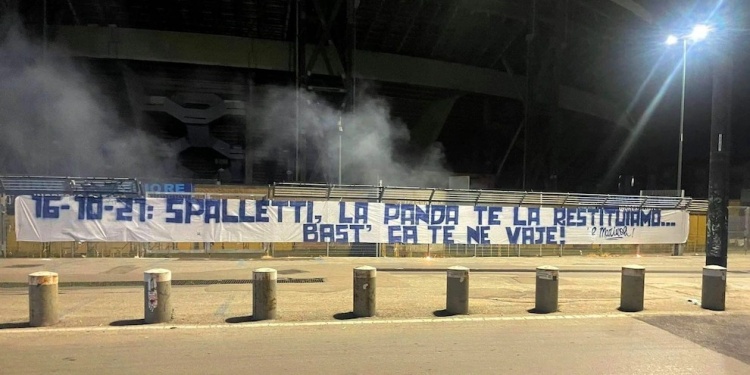 16-10-21: SPALLETTI, LA PANDA TE LA RESTITUIAMO...
BAST' CA TE NE VAJE!